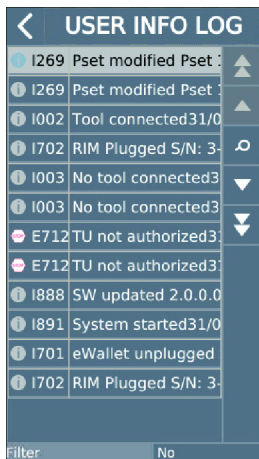 USER INFO LOG
I269 Pset modified Pset
I269 Pset modified Pset
I002 Tool connected31/0
I702 RIM Plugged S/N: 3-
I003 No tool connected3
I003 No tool connected3
E712 TU not authorized3
E712 TU not authorized3
I888 SW updated 2.0.0.0
I891 System started31/0
I701 eWallet unplugged
I702 RIM Plugged S/N: 3-
Filter No